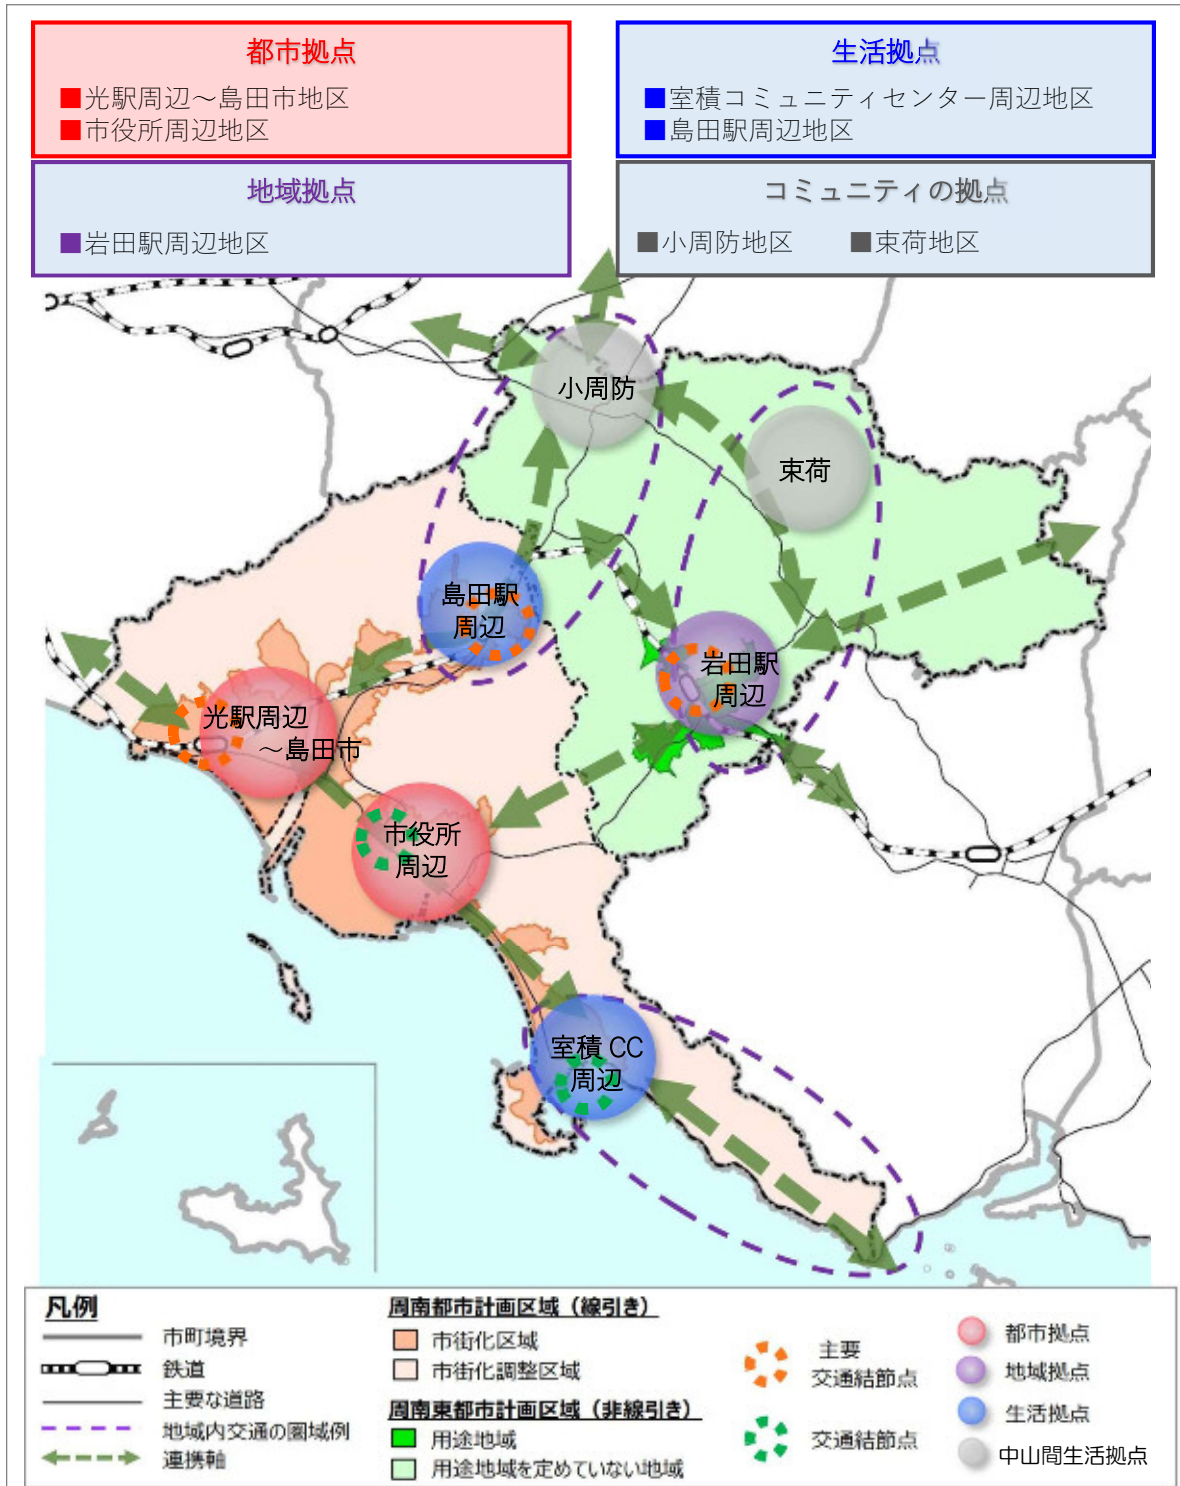 都市拠点
■光駅周辺～島田市地区
■市役所周辺地区
生活拠点
■室積コミュニティセンター周辺地区
■島田駅周辺地区
地域拠点
■岩田駅周辺地区
コミュニティの拠点
■小周防地区 ■束荷地区
小周防
束荷
島田駅
周辺
岩田駅
周辺
光駅周辺
～島田市
市役所
周辺
室積 CC
周辺
凡例
市町境界
鉄道
主要な道路
地域内交通の圏域例
連携軸
周南都市計画区域（線引き）
市街化区域
市街化調整区域
周南東都市計画区域（非線引き）
用途地域
用途地域を定めていない地域
主要
交通結節点
交通結節点
都市拠点
地域拠点
生活拠点
中山間生活拠点